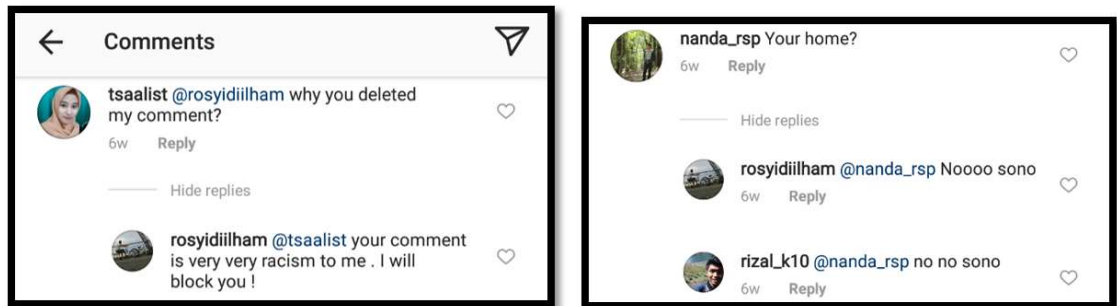 Comments
tsaalist @rosyidiilham why you deleted
my comment?
6w Reply
Hide replies
rosyidiilham @tsaalist your comment
is very very racism to me . I will
block you !
nanda_rsp Your home?
6w Reply
Hide replies
rosyidiilham @nanda_rsp Noooo sono
6w Reply
rizal_k10 @nanda_rsp no no sono
6w Reply